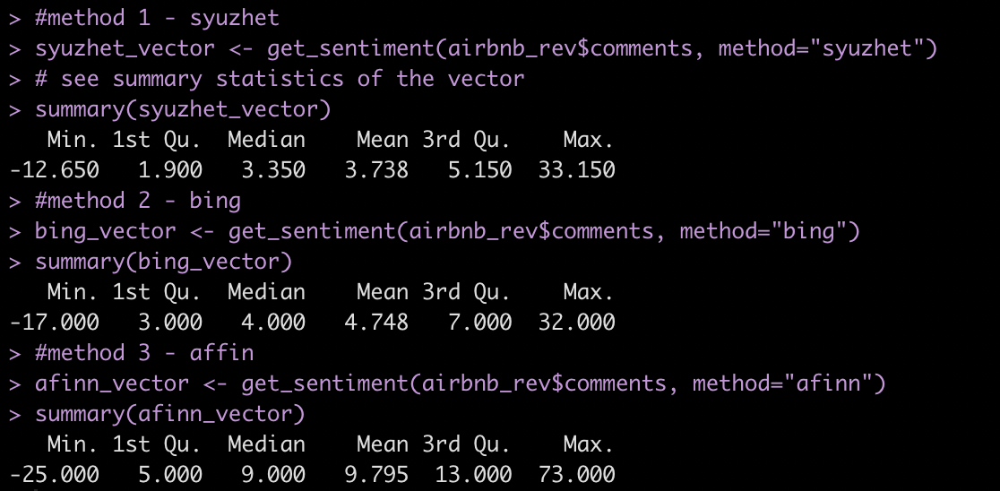 > #method 1 - syuzhet
> syuzhet_vector <- get_sentiment(airbnb_rev$comments, method="syuzhet")
> # see summary statistics of the vector
> summary(syuzhet_vector)
   Min. 1st Qu.  Median    Mean 3rd Qu.    Max.
-12.650   1.900   3.350   3.738   5.150  33.150
> #method 2 - bing
> bing_vector <- get_sentiment(airbnb_rev$comments, method="bing")
> summary(bing_vector)
   Min. 1st Qu.  Median    Mean 3rd Qu.    Max.
-17.000   3.000   4.000   4.748   7.000  32.000
> #method 3 - affin
> afinn_vector <- get_sentiment(airbnb_rev$comments, method="afinn")
> summary(afinn_vector)
   Min. 1st Qu.  Median    Mean 3rd Qu.    Max.
-25.000   5.000   9.000   9.795  13.000  73.000